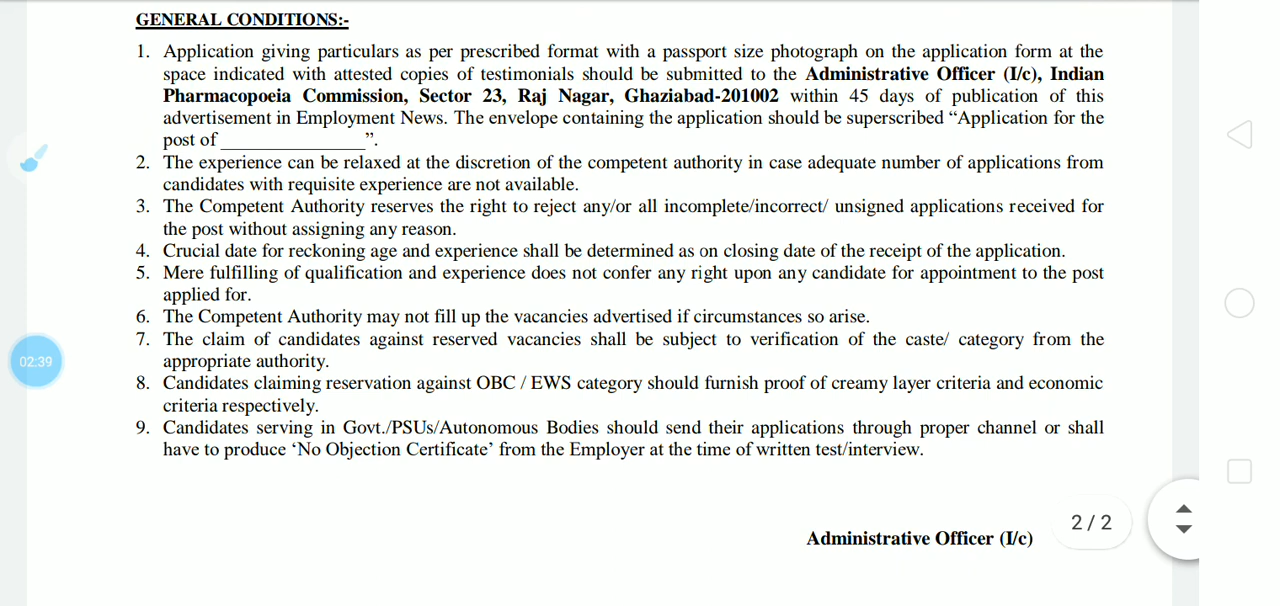 GENERAL CONDITIONS:-
1. Application giving particulars as per prescribed format with a passport size photograph on the application form at the
space indicated with attested copies of testimonials should be submitted to the Administrative Officer (I/c), Indian
Pharmacopoeia Commission, Sector 23, Raj Nagar, Ghaziabad-201002 within 45 days of publication of this
advertisement in Employment News. The envelope containing the application should be superscribed “Application for the
post of ________________”.
2. The experience can be relaxed at the discretion of the competent authority in case adequate number of applications from
candidates with requisite experience are not available.
3. The Competent Authority reserves the right to reject any/or all incomplete/incorrect/ unsigned applications received for
the post without assigning any reason.
4. Crucial date for reckoning age and experience shall be determined as on closing date of the receipt of the application.
5. Mere fulfilling of qualification and experience does not confer any right upon any candidate for appointment to the post
applied for.
6. The Competent Authority may not fill up the vacancies advertised if circumstances so arise.
02:39
7. The claim of candidates against reserved vacancies shall be subject to verification of the caste/ category from the
appropriate authority.
8. Candidates claiming reservation against OBC / EWS category should furnish proof of creamy layer criteria and economic
criteria respectively.
9. Candidates serving in Govt./PSUs/Autonomous Bodies should send their applications through proper channel or shall
have to produce ‘No Objection Certificate’ from the Employer at the time of written test/interview.
2 / 2
Administrative Officer (I/c)